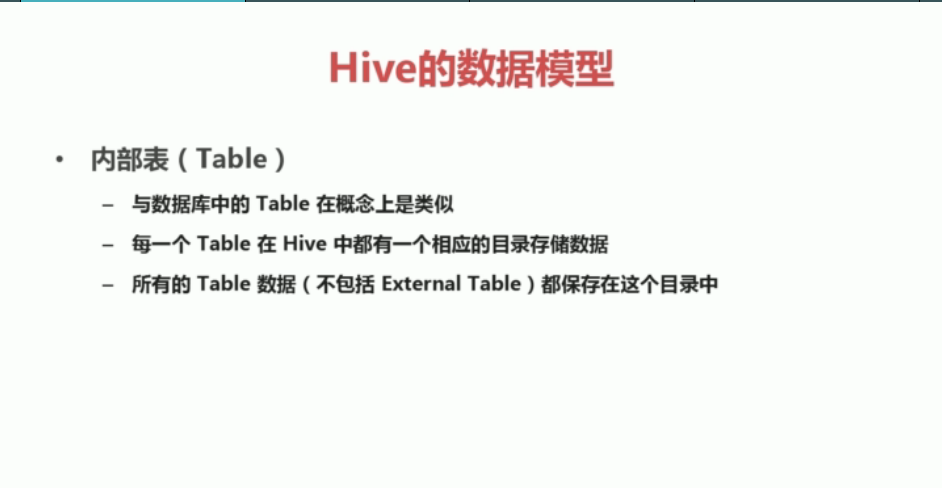 Hive的数据模型
• 内部表（Table）
– 与数据库中的 Table 在概念上是类似
– 每一个 Table 在 Hive 中都有一个相应的目录存储数据
– 所有的 Table 数据（不包括 External Table）都保存在这个目录中